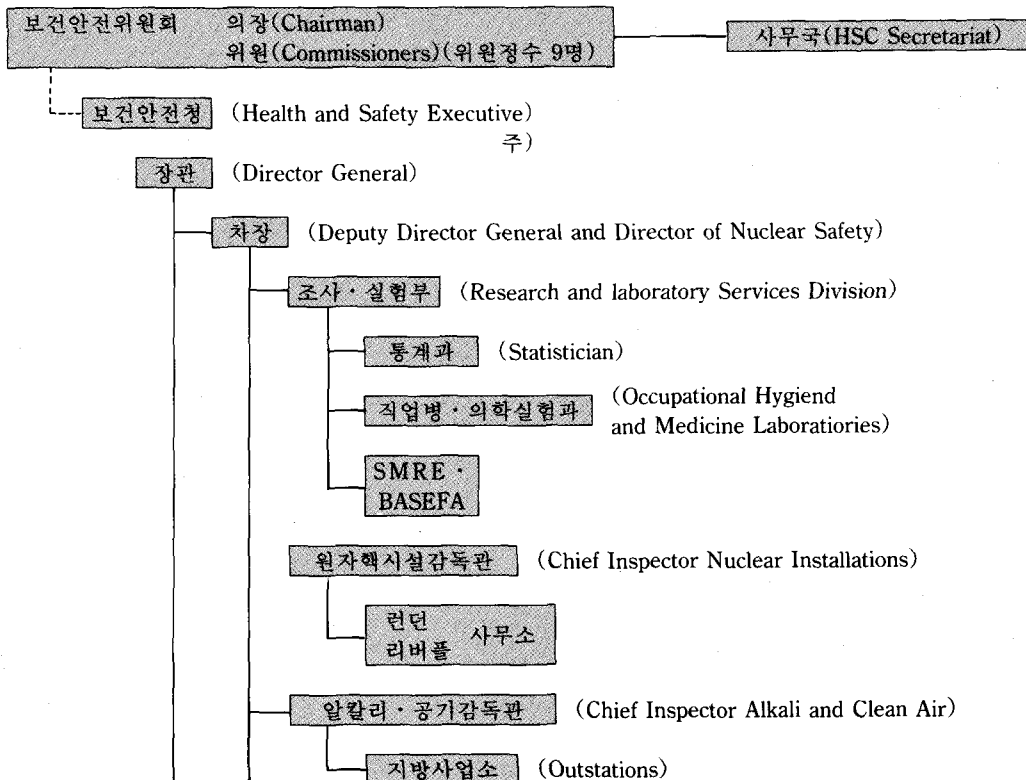 보건안전위원회 의장(Chairman)
위원(Commissioners)(위원정수 9명)
사무국(HSC Secretariat)
보건안전청 (Health and Safety Executive)
주)
장관 (Director General)
차장 (Deputy Director General and Director of Nuclear Safety)
조사·실험부 (Research and laboratory Services Division)
통계과 (Statistician)
직업병·의학실험과 (Occupational Hygiend
and Medicine Laboratiories)
SMRE·
BASEFA
원자핵시설감독관 (Chief Inspector Nuclear Installations)
런던
리버풀 사무소
알칼리·공기감독관 (Chief Inspector Alkali and Clean Air)
지방사업소 (Outstations)